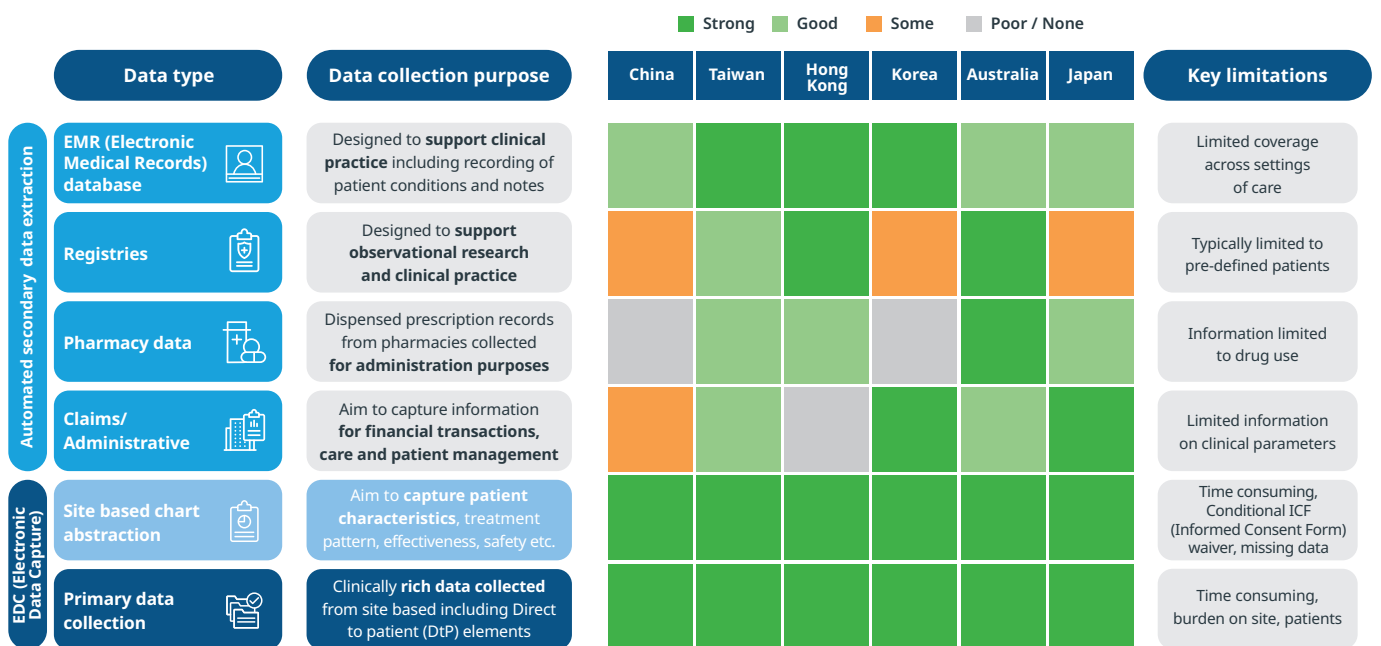 Strong Good Some Poor / None
Data type
Data collection purpose
China
Taiwan
Hong
Kong
Korea
Australia
Japan
Key limitations
Automated secondary data extraction
EMR (Electronic
Medical Records)
database
Designed to support clinical
practice including recording of
patient conditions and notes
Limited coverage
across settings
of care
Registries
Designed to support
observational research
and clinical practice
Typically limited to
pre-defined patients
Pharmacy data
Dispensed prescription records
from pharmacies collected
for administration purposes
Information limited
to drug use
Claims/
Administrative
Aim to capture information
for financial transactions,
care and patient management
Limited information
on clinical parameters
EDC (Electronic
Data Capture)
Site based chart
abstraction
Aim to capture patient
characteristics, treatment
pattern, effectiveness, safety etc.
Time consuming,
Conditional ICF
(Informed Consent Form)
waiver, missing data
Primary data
collection
Clinically rich data collected
from site based including Direct
to patient (DtP) elements
Time consuming,
burden on site, patients